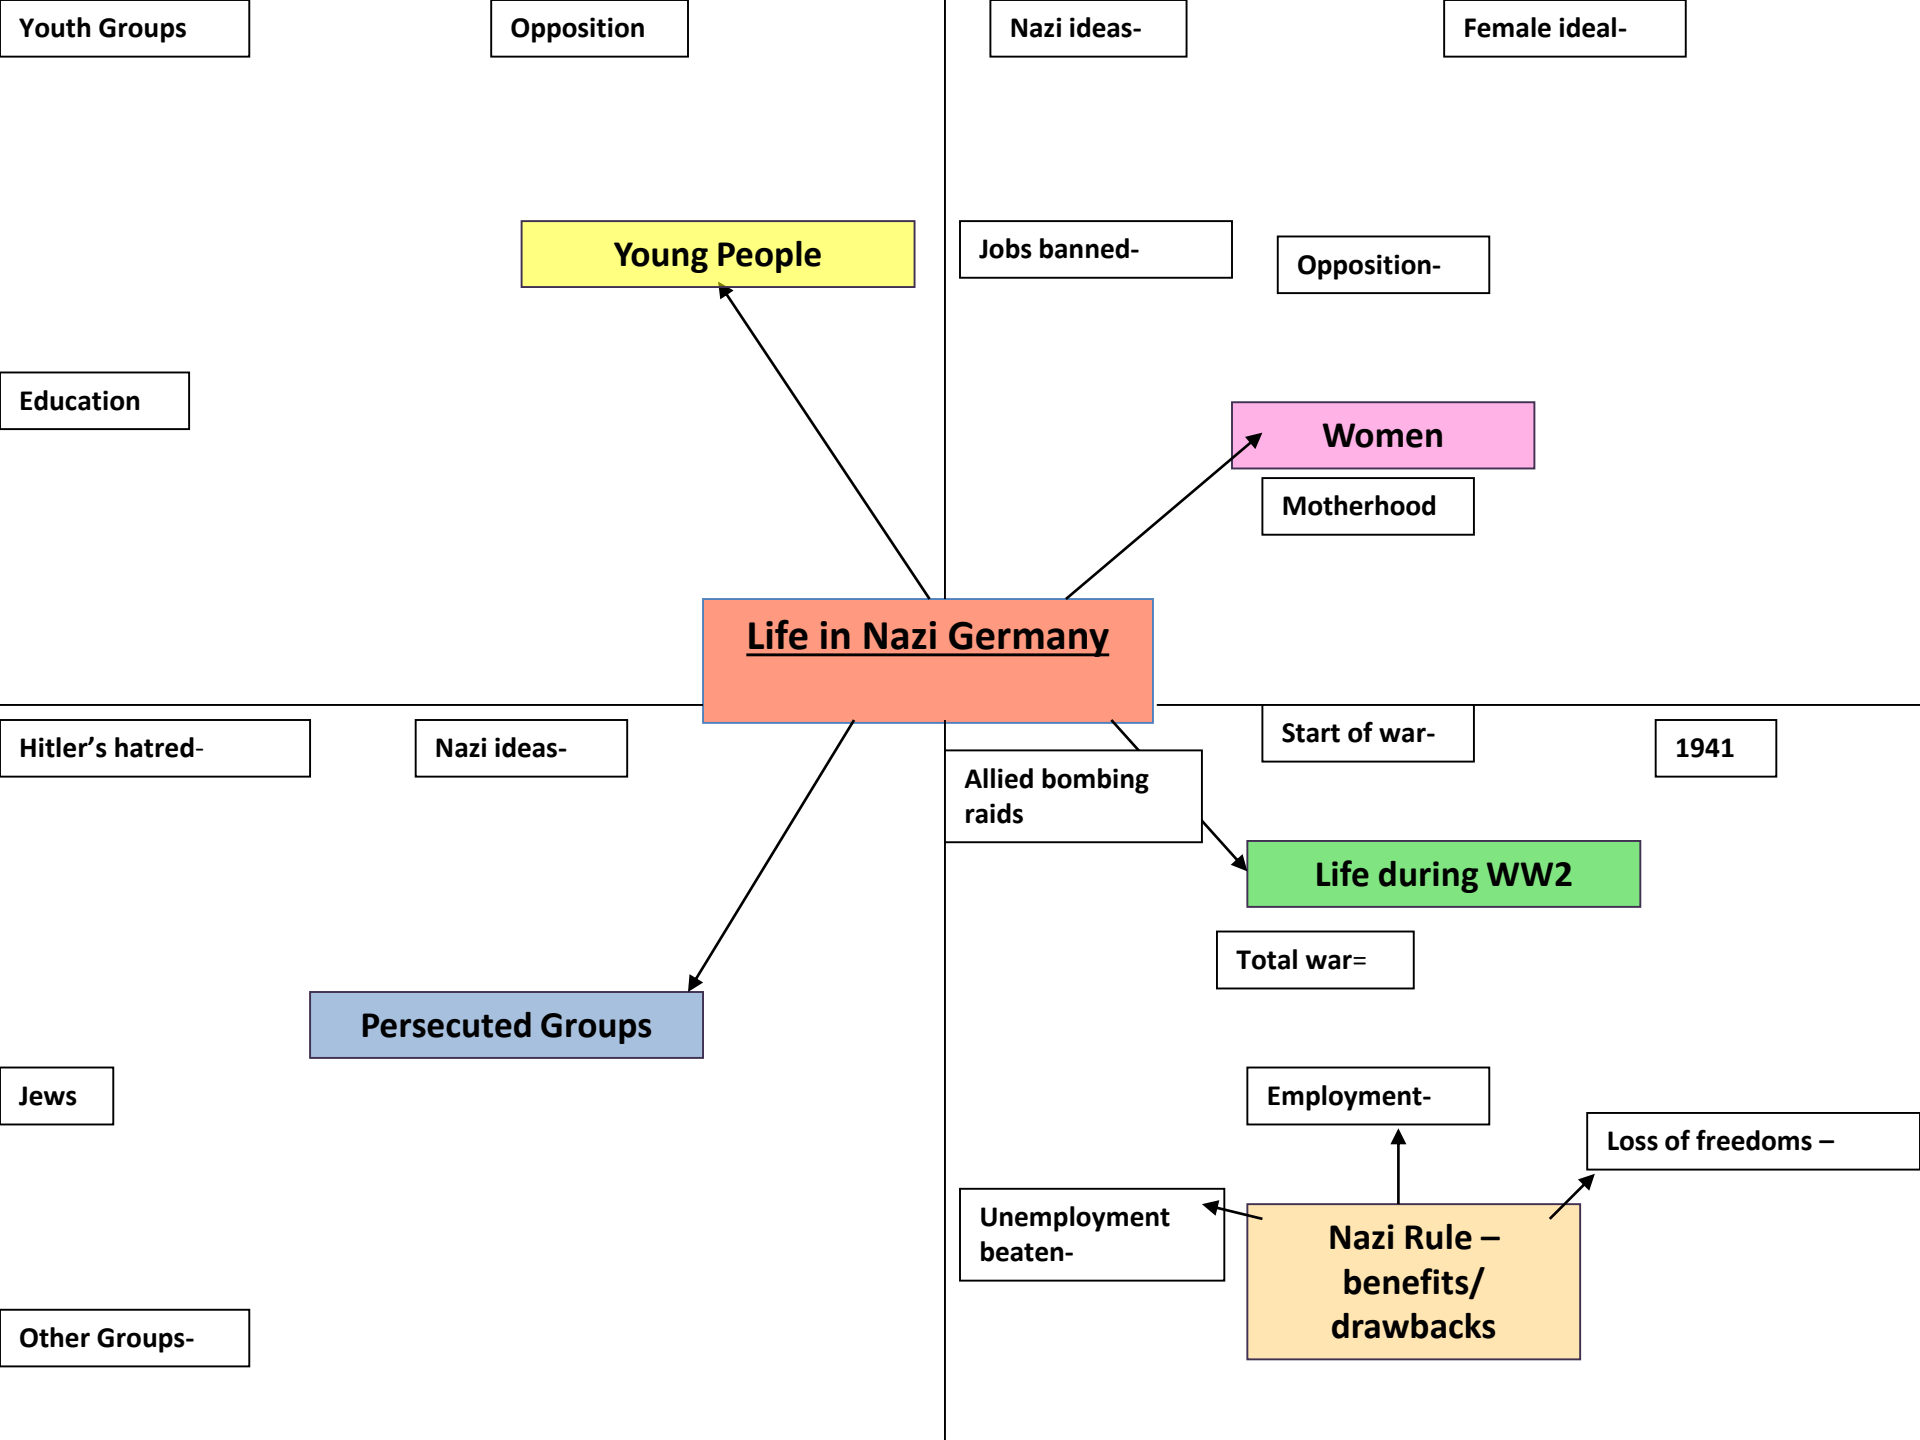 Youth Groups
Opposition
Nazi ideas-
Female ideal-
Young People
Jobs banned-
Opposition-
Education
Women
Motherhood
Life in Nazi Germany
Hitler’s hatred-
Nazi ideas-
Start of war-
1941
Allied bombing
raids
Life during WW2
Total war=
Persecuted Groups
Jews
Employment-
Loss of freedoms –
Unemployment
beaten-
Nazi Rule –
benefits/
drawbacks
Other Groups-